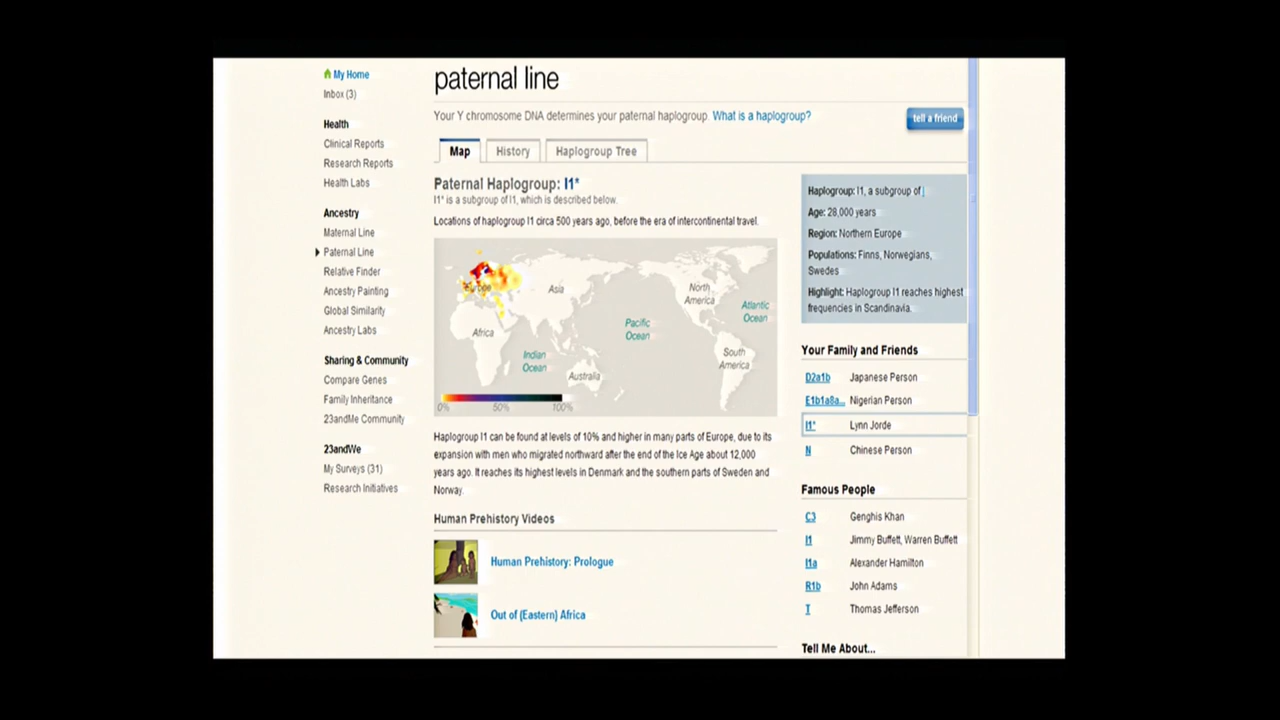 My Home
Inbox (3)
Health
Clinical Reports
Research Reports
Health Labs
Ancestry
Maternal Line
Paternal Line
Relative Finder
Ancestry Painting
Global Similarity
Ancestry Labs
Sharing & Community
Compare Genes
Family Inheritance
23andMe Community
23andWe
My Surveys (31)
Research Initiatives
paternal line
Your Y chromosome DNA determines your paternal haplogroup. What is a haplogroup?
tell a friend
Map
History
Haplogroup Tree
Paternal Haplogroup: I1*
I1* is a subgroup of I1, which is described below.
Locations of haplogroup I1 circa 500 years ago, before the era of intercontinental travel.
Europe
Asia
North
America
Atlantic
Ocean
Africa
Pacific
Ocean
Indian
Ocean
Australia
South
America
0%
50%
100%
Haplogroup I1 can be found at levels of 10% and higher in many parts of Europe, due to its
expansion with men who migrated northward after the end of the Ice Age about 12,000
years ago. It reaches its highest levels in Denmark and the southern parts of Sweden and
Norway.
Human Prehistory Videos
Human Prehistory: Prologue
Out of (Eastern) Africa
Haplogroup: I1, a subgroup of I
Age: 28,000 years
Region: Northern Europe
Populations: Finns, Norwegians,
Swedes
Highlight: Haplogroup I1 reaches highest
frequencies in Scandinavia.
Your Family and Friends
D2a1b Japanese Person
E1b1a8a... Nigerian Person
I1* Lynn Jorde
N Chinese Person
Famous People
C3 Genghis Khan
I1 Jimmy Buffett, Warren Buffett
I1a Alexander Hamilton
R1b John Adams
T Thomas Jefferson
Tell Me About...